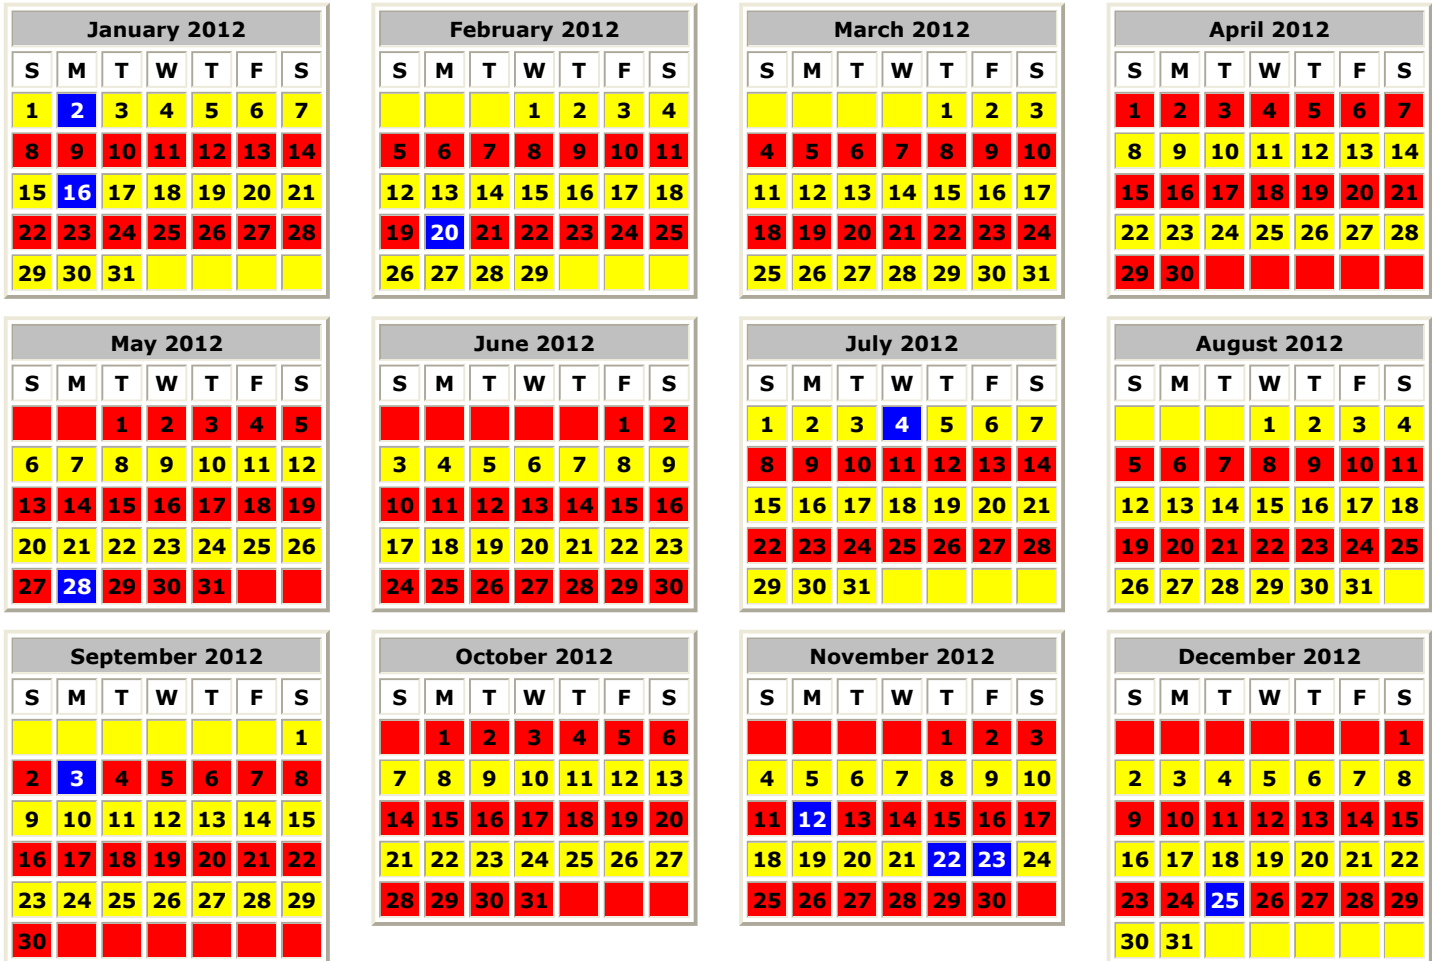 January 2012 February 2012 March 2012 April 2012
S M T W T F S S M T W T F S S M T W T F S S M T W T F S
1 2 3 4 5 6 7 1 2 3 4 1 2 3 1 2 3 4 5 6 7
8 9 10 11 12 13 14 5 6 7 8 9 10 11 4 5 6 7 8 9 10 8 9 10 11 12 13 14
15 16 17 18 19 20 21 12 13 14 15 16 17 18 11 12 13 14 15 16 17 15 16 17 18 19 20 21
22 23 24 25 26 27 28 19 20 21 22 23 24 25 18 19 20 21 22 23 24 22 23 24 25 26 27 28
29 30 31 26 27 28 29 25 26 27 28 29 30 31 29 30
May 2012 June 2012 July 2012 August 2012
S M T W T F S S M T W T F S S M T W T F S S M T W T F S
1 2 3 4 5 1 2 1 2 3 4 5 6 7 1 2 3 4
6 7 8 9 10 11 12 3 4 5 6 7 8 9 8 9 10 11 12 13 14 5 6 7 8 9 10 11
13 14 15 16 17 18 19 10 11 12 13 14 15 16 15 16 17 18 19 20 21 12 13 14 15 16 17 18
20 21 22 23 24 25 26 17 18 19 20 21 22 23 22 23 24 25 26 27 28 19 20 21 22 23 24 25
27 28 29 30 31 24 25 26 27 28 29 30 29 30 31 26 27 28 29 30 31
September 2012 October 2012 November 2012 December 2012
S M T W T F S S M T W T F S S M T W T F S S M T W T F S
1 1 2 3 4 5 6 1 2 3 1
2 3 4 5 6 7 8 7 8 9 10 11 12 13 4 5 6 7 8 9 10 2 3 4 5 6 7 8
9 10 11 12 13 14 15 14 15 16 17 18 19 20 11 12 13 14 15 16 17 9 10 11 12 13 14 15
16 17 18 19 20 21 22 21 22 23 24 25 26 27 18 19 20 21 22 23 24 16 17 18 19 20 21 22
23 24 25 26 27 28 29 28 29 30 31 25 26 27 28 29 30 23 24 25 26 27 28 29
30 30 31